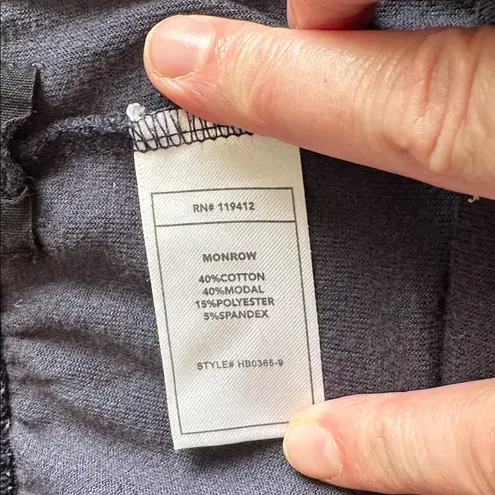 RN# 119412
MONROW
40%COTTON
40%MODAL
15%POLYESTER
5%SPANDEX
STYLE# HB0365-9